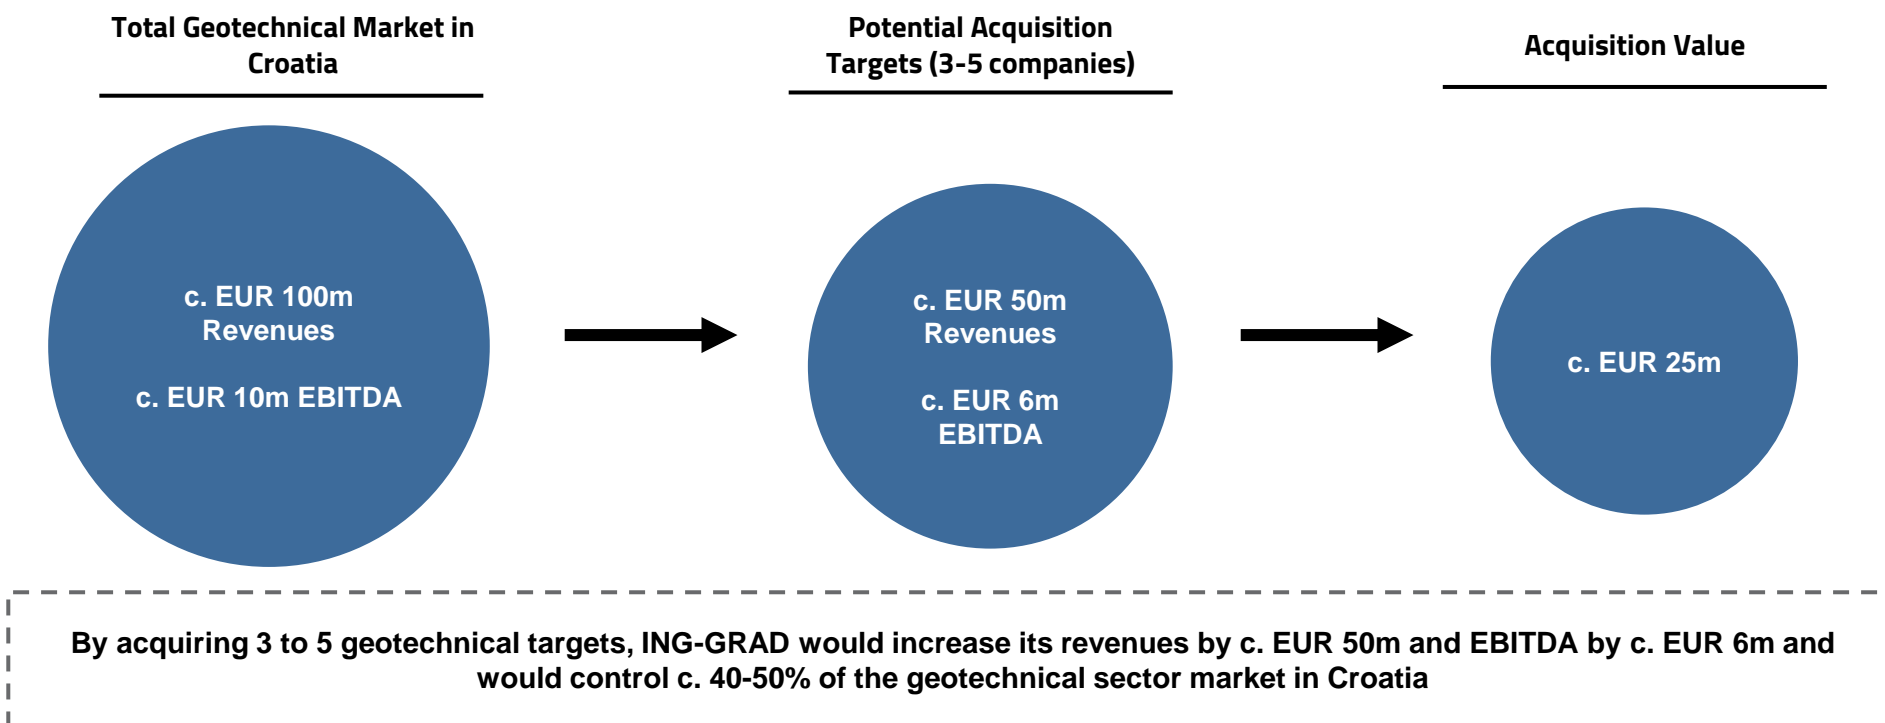 Total Geotechnical Market in
Croatia
Potential Acquisition
Targets (3-5 companies)
Acquisition Value
c. EUR 100m
Revenues
c. EUR 10m EBITDA
c. EUR 50m
Revenues
c. EUR 6m
EBITDA
c. EUR 25m
By acquiring 3 to 5 geotechnical targets, ING-GRAD would increase its revenues by c. EUR 50m and EBITDA by c. EUR 6m and
would control c. 40-50% of the geotechnical sector market in Croatia